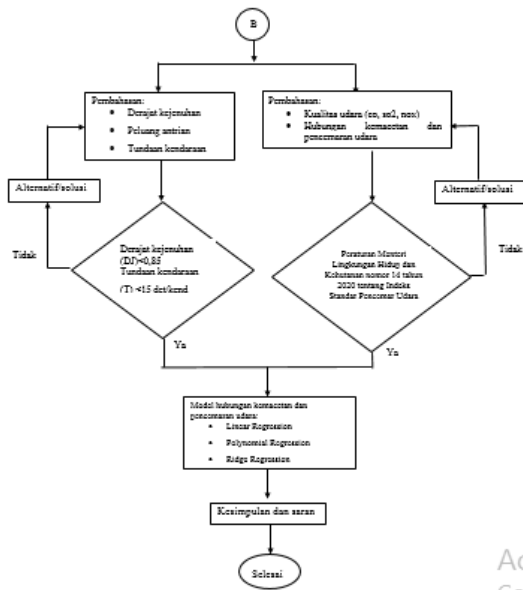 B
Pembahasan:
Derajat kejenuhan
Peluang antrian
Tundaan kendaraan
Pembahasan:
Kualitas udara (co, so2, nox)
Hubungan kemacetan dan
pencemaran udara
Alternatif/solusi
Alternatif/solusi
Tidak
Derajat kejenuhan
(DJ)<0,85
Tundaan kendaraan
(T) <15 det/kend
Peraturan Menteri
Lingkungan Hidup dan
Kehutanan nomor 14 tahun
2020 tentang Indeks
Standar Pencemar Udara
Tidak
Ya
Ya
Model hubungan kemacetan dan
pencemaran udara:
Linear Regression
Polynomial Regression
Ridge Regression
Kesimpulan dan saran
Selesai